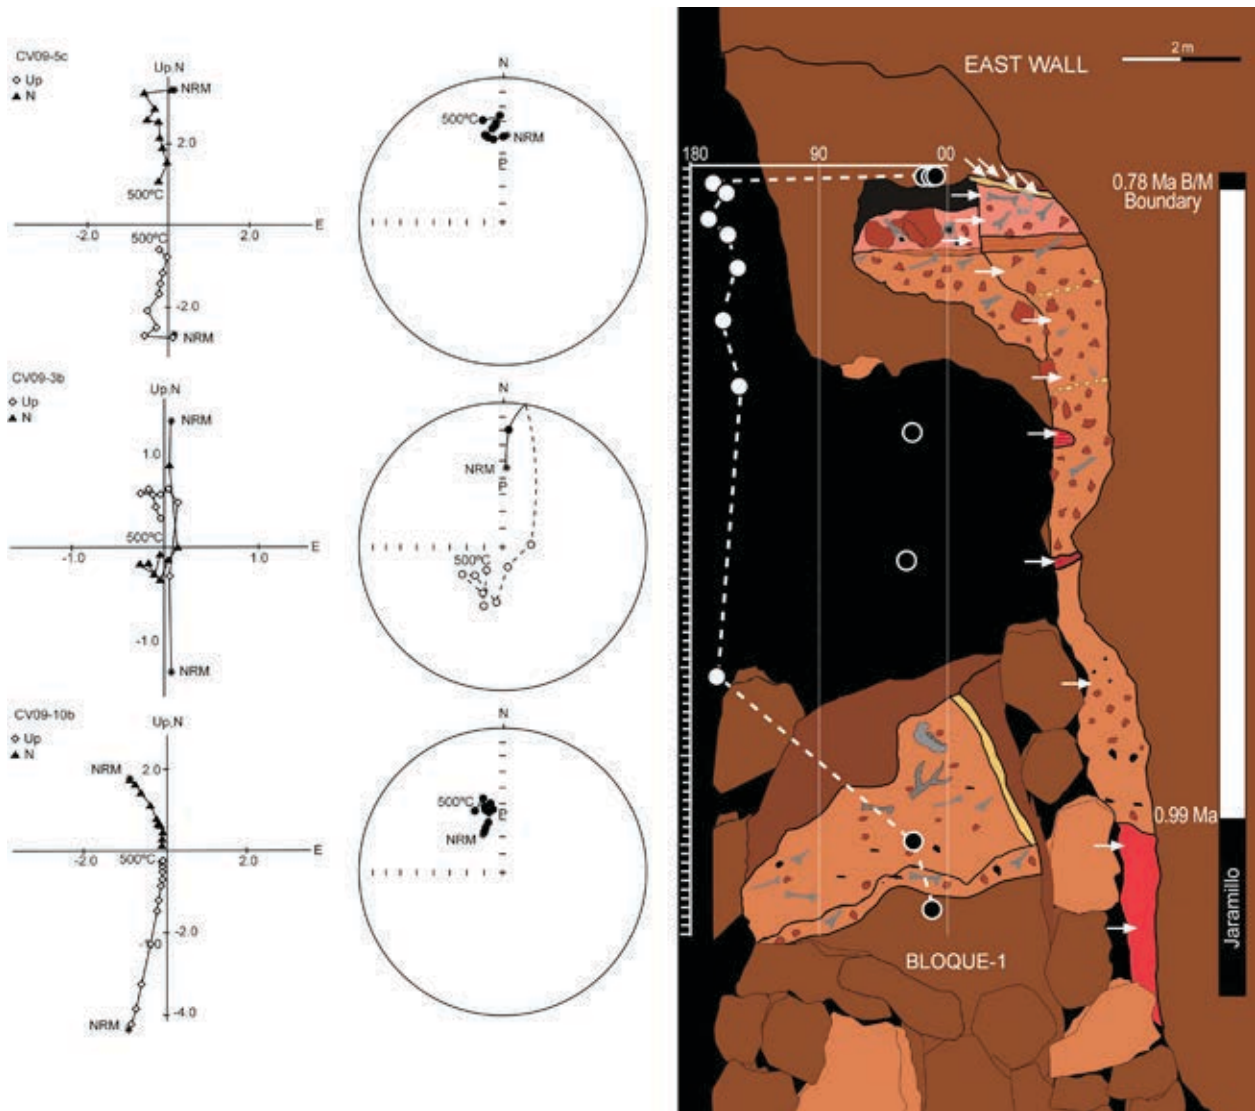 CV09-5c
Up
N
Up,N
NRM
2.0
500ºC
500ºC
-2.0
2.0
E
-2.0
NRM
N
500ºC
NRM
P
CV09-3b
Up
N
Up,N
NRM
1.0
500ºC
-1.0
1.0
E
-1.0
NRM
N
NRM
P
500ºC
CV09-10b
Up
N
Up,N
NRM
2.0
500ºC
-2.0
2.0
E
-2.0
NRM
-4.0
N
500ºC
P
NRM
EAST WALL
2 m
180
90
00
0.78 Ma B/M
Boundary
0.99 Ma
Jaramillo
BLOQUE-1